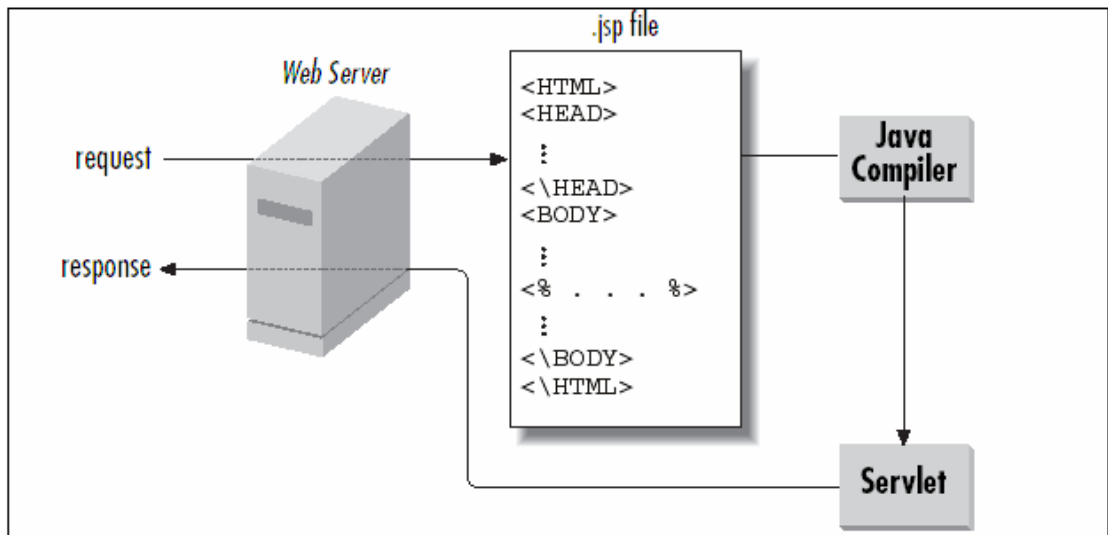 .jsp file
Web Server
request
response
<HTML>
<HEAD>
⋮
<\HEAD>
<BODY>
⋮
<% . . . %>
⋮
<\BODY>
<\HTML>
Java
Compiler
Servlet